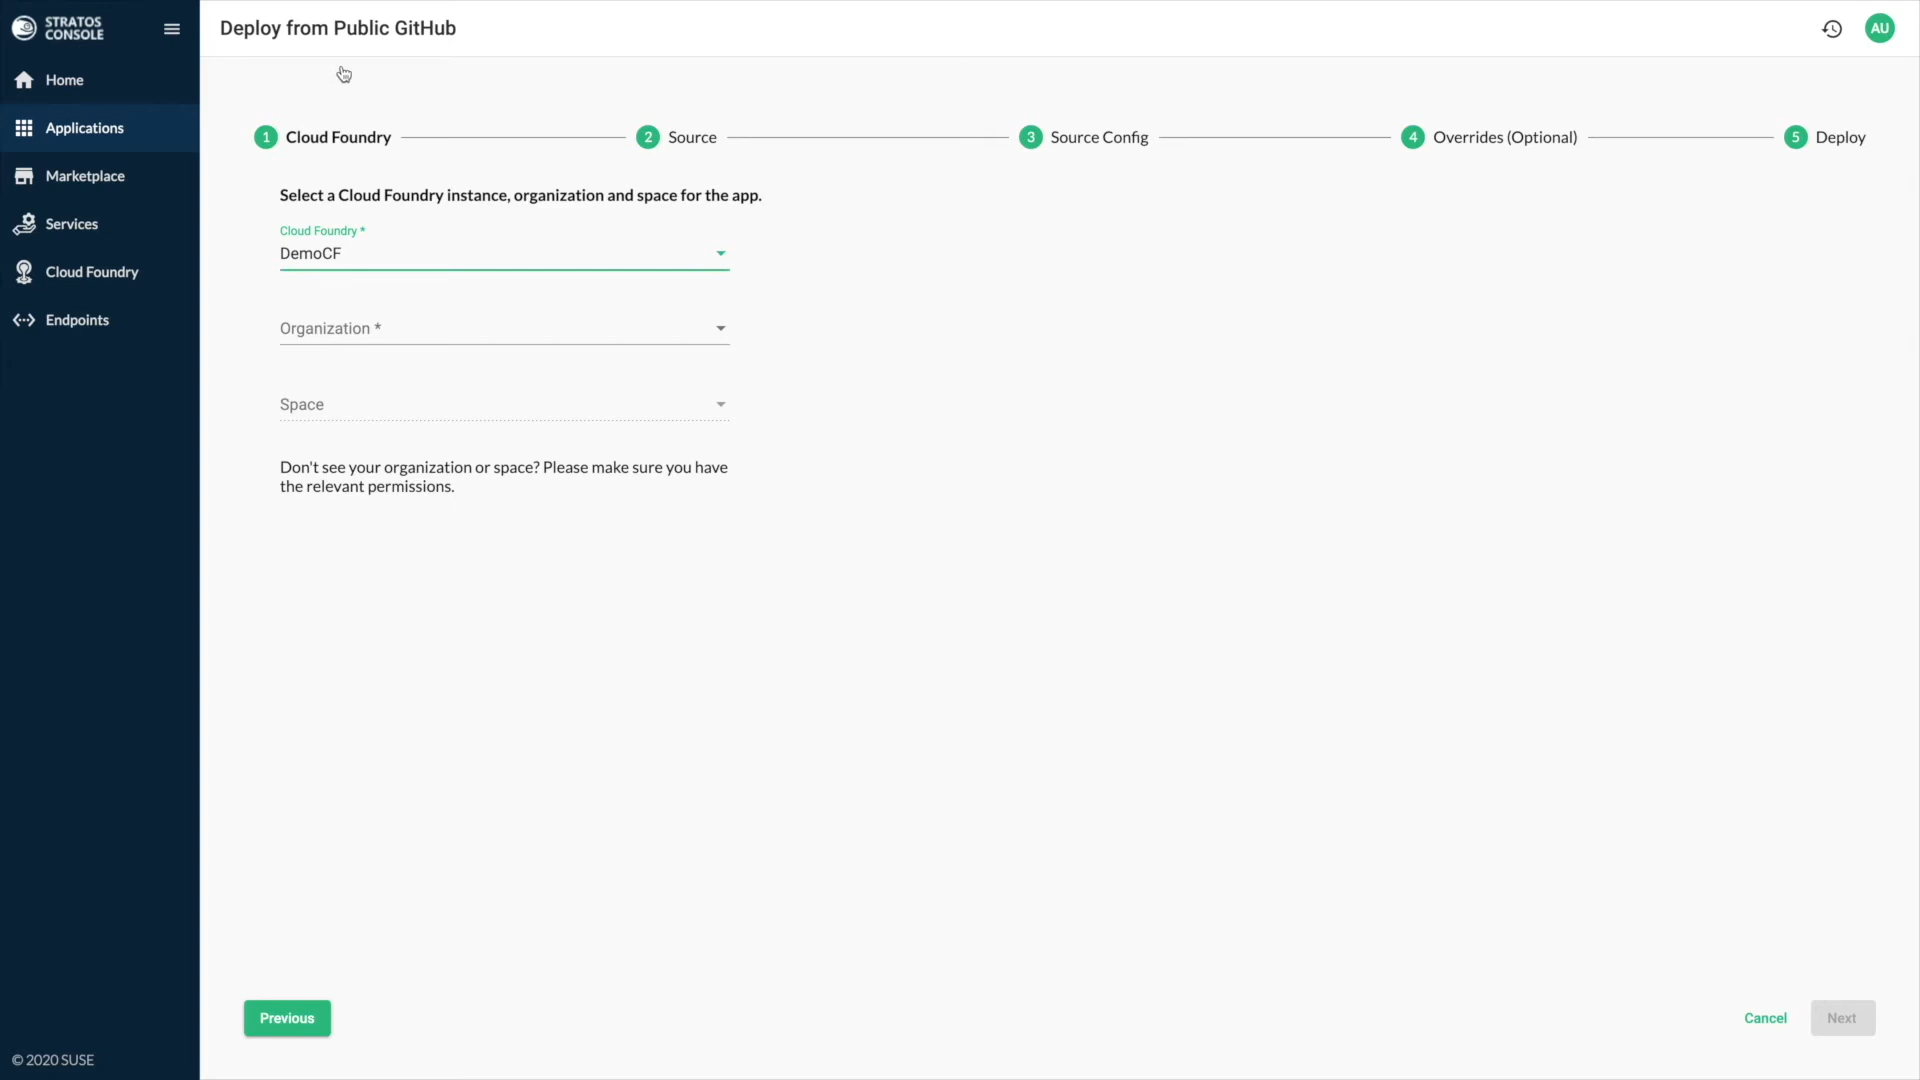 STRATOS
CONSOLE
Home
Applications
Marketplace
Services
Cloud Foundry
Endpoints
© 2020 SUSE
Deploy from Public GitHub
AU
1 Cloud Foundry
2 Source
3 Source Config
4 Overrides (Optional)
5 Deploy
Select a Cloud Foundry instance, organization and space for the app.
Cloud Foundry *
DemoCF
Organization *
Space
Don't see your organization or space? Please make sure you have
the relevant permissions.
Previous
Cancel
Next